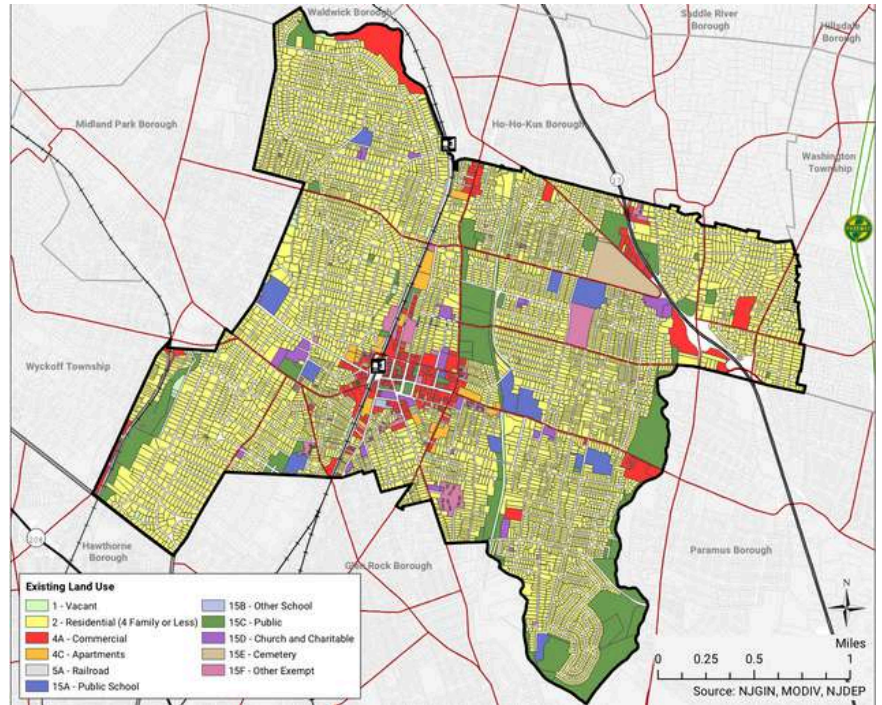 Waldwick Borough
Saddle River
Borough
Hillsdale
Borough
Midland Park Borough
Ho-Ho-Kus Borough
Washington
Township
17
Wyckoff Township
208
Hawthorne
Borough
Glen Rock Borough
Paramus Borough
Existing Land Use
1 - Vacant
2 - Residential (4 Family or Less)
4A - Commercial
4C - Apartments
5A - Railroad
15A - Public School
15B - Other School
15C - Public
15D - Church and Charitable
15E - Cemetery
15F - Other Exempt
N
Miles
0 0.25 0.5 1
Source: NJGIN, MODIV, NJDEP